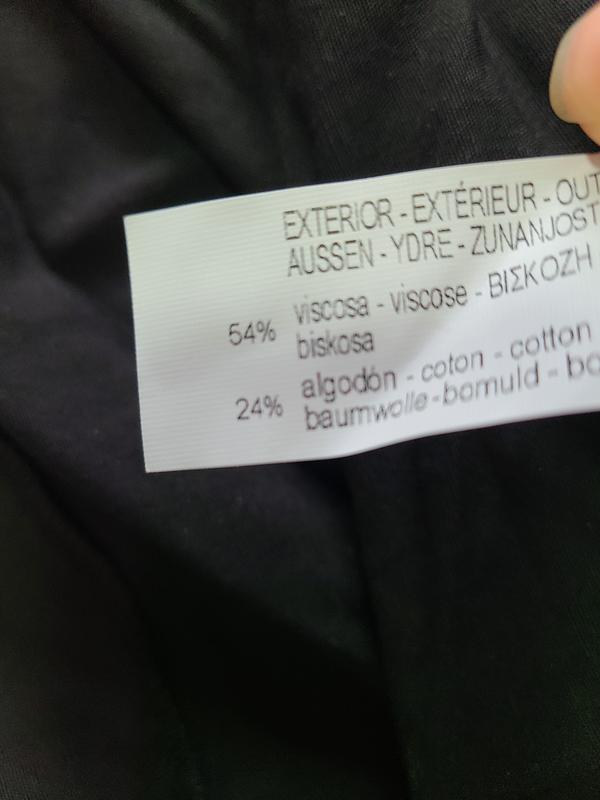 EXTERIOR - EXTÉRIEUR - OUT
AUSSEN - YDRE - ZUNANJOST
54% viscosa - viscose - ΒΙΣΚΟΖΗ
biskosa
24% algodón - coton - cotton
baumwolle - bomuld - bo